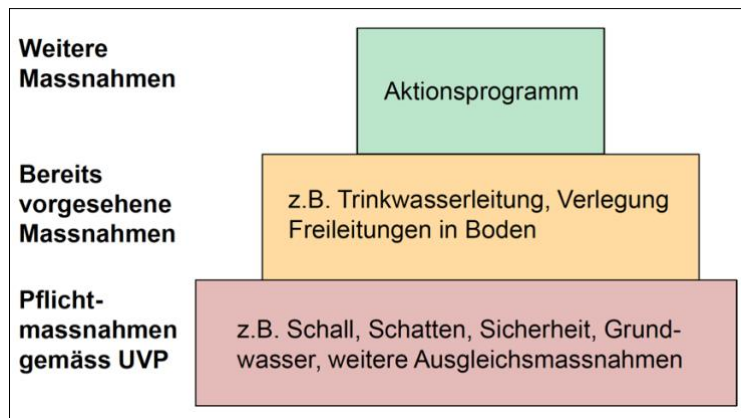 Weitere
Massnahmen
Aktionsprogramm
Bereits
vorgesehene
Massnahmen
z.B. Trinkwasserleitung, Verlegung
Freileitungen in Boden
Pflicht-
massnahmen
gemäss UVP
z.B. Schall, Schatten, Sicherheit, Grund-
wasser, weitere Ausgleichsmassnahmen